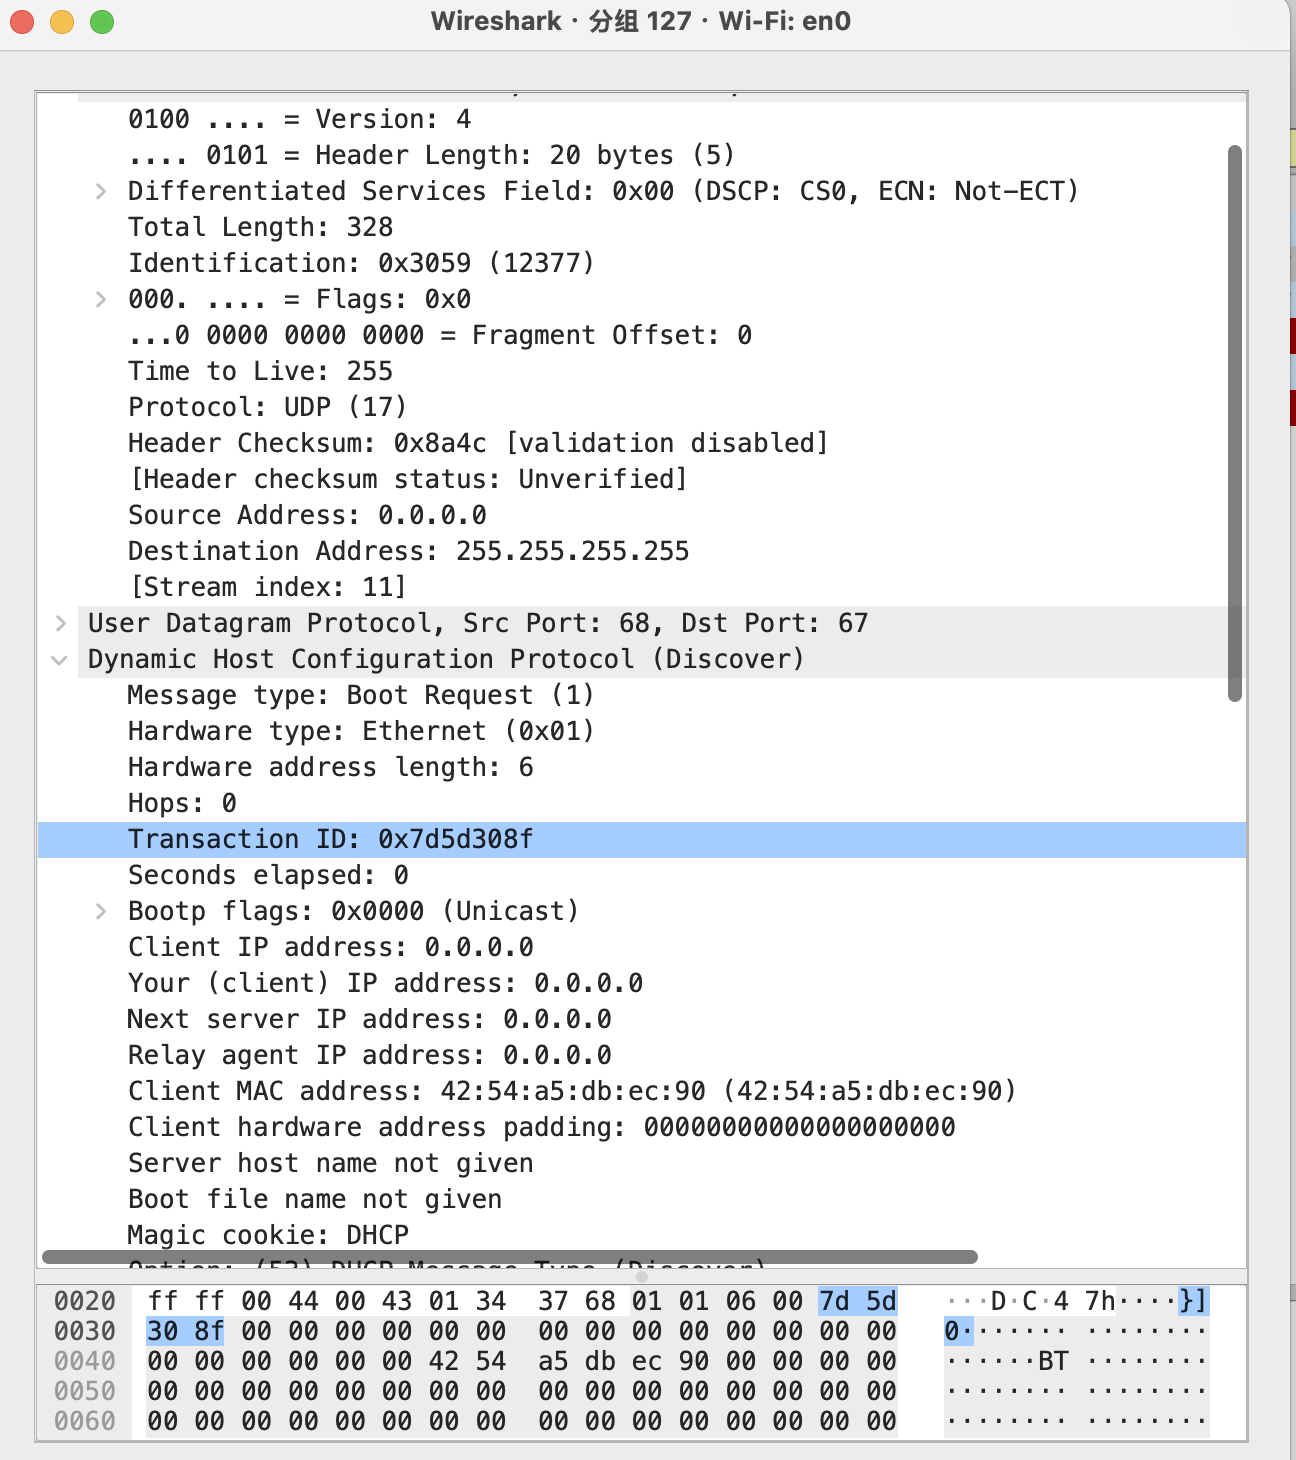 Wireshark · 分组 127 · Wi-Fi: en0
0100 .... = Version: 4
.... 0101 = Header Length: 20 bytes (5)
Differentiated Services Field: 0x00 (DSCP: CS0, ECN: Not-ECT)
Total Length: 328
Identification: 0x3059 (12377)
000. .... = Flags: 0x0
...0 0000 0000 0000 = Fragment Offset: 0
Time to Live: 255
Protocol: UDP (17)
Header Checksum: 0x8a4c [validation disabled]
[Header checksum status: Unverified]
Source Address: 0.0.0.0
Destination Address: 255.255.255.255
[Stream index: 11]
User Datagram Protocol, Src Port: 68, Dst Port: 67
Dynamic Host Configuration Protocol (Discover)
Message type: Boot Request (1)
Hardware type: Ethernet (0x01)
Hardware address length: 6
Hops: 0
Transaction ID: 0x7d5d308f
Seconds elapsed: 0
Bootp flags: 0x0000 (Unicast)
Client IP address: 0.0.0.0
Your (client) IP address: 0.0.0.0
Next server IP address: 0.0.0.0
Relay agent IP address: 0.0.0.0
Client MAC address: 42:54:a5:db:ec:90 (42:54:a5:db:ec:90)
Client hardware address padding: 00000000000000000000
Server host name not given
Boot file name not given
Magic cookie: DHCP
Option: (53) DHCP Message Type (Discover)
0020 ff ff 00 44 00 43 01 34 37 68 01 01 06 00 7d 5d ···D·C·4 7h····}]
0030 30 8f 00 00 00 00 00 00 00 00 00 00 00 00 00 00 0······· ········
0040 00 00 00 00 00 00 42 54 a5 db ec 90 00 00 00 00 ······BT ········
0050 00 00 00 00 00 00 00 00 00 00 00 00 00 00 00 00 ········ ········
0060 00 00 00 00 00 00 00 00 00 00 00 00 00 00 00 00 ········ ········